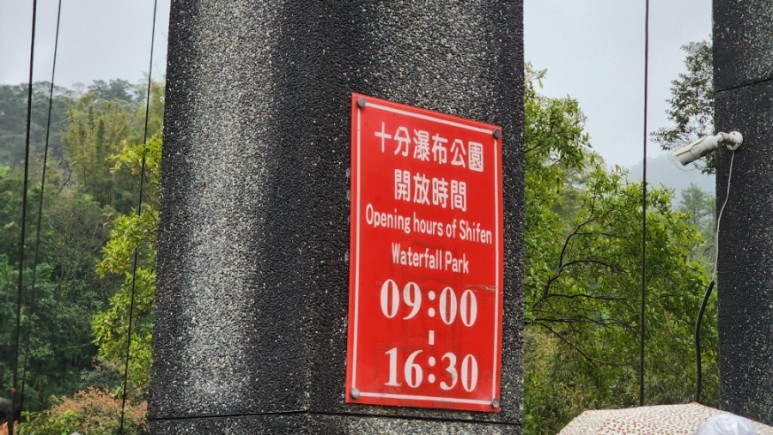 十分瀑布公園
開放時間
Opening hours of Shifen
Waterfall Park
09:00
-
16:30